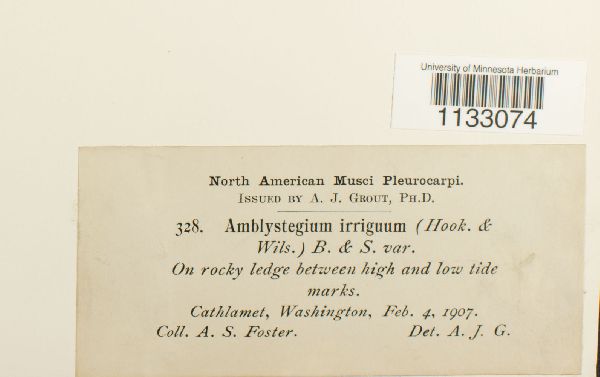 University of Minnesota Herbarium
1133074
North American Musci Pleurocarpi.
Issued by A. J. Grout, Ph.D.
328. Amblystegium irriguum (Hook. &
Wils.) B. & S. var.
On rocky ledge between high and low tide
marks.
Cathlamet, Washington, Feb. 4, 1907.
Coll. A. S. Foster. Det. A. J. G.